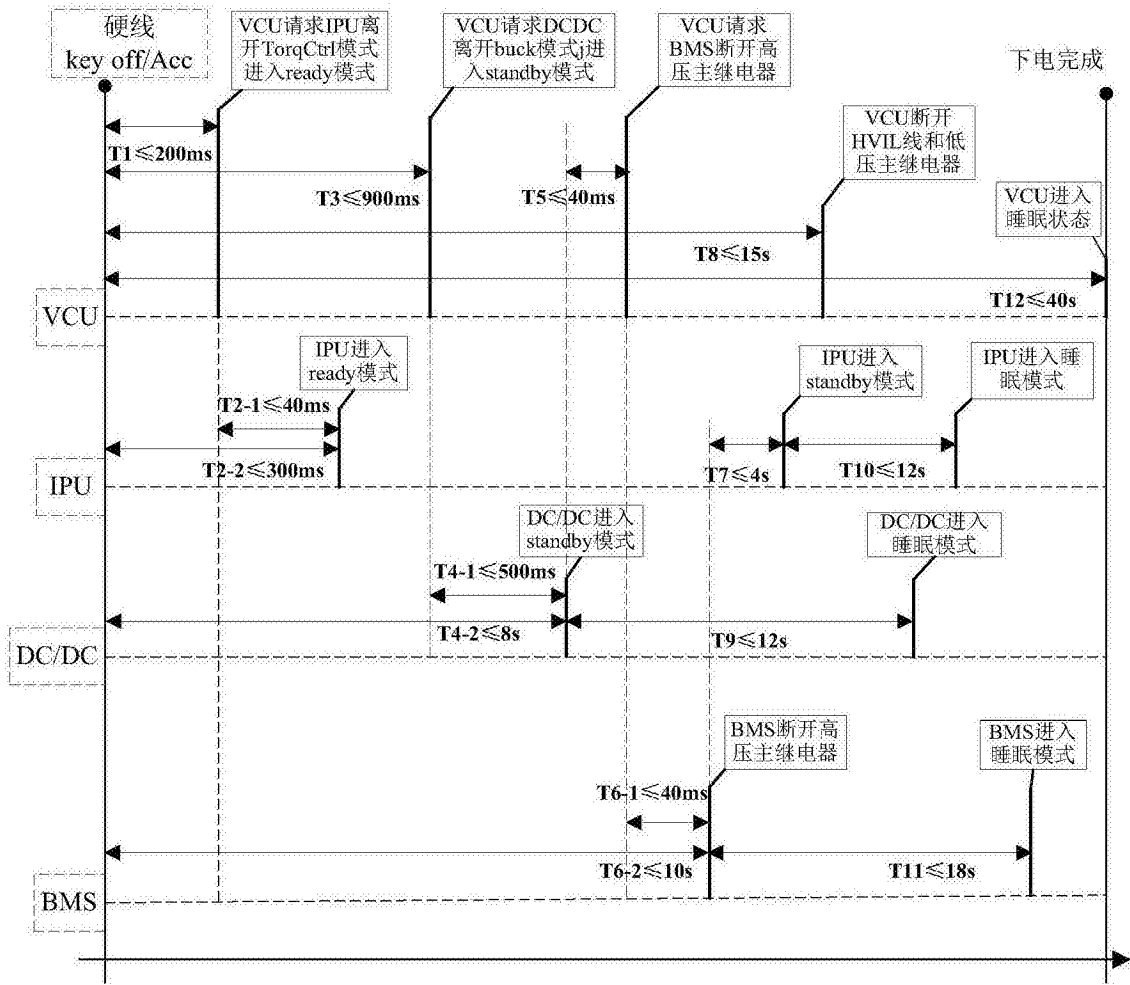 硬线
key off/Acc
VCU请求IPU离
开TorqCtrl模式
进入ready模式
VCU请求DCDC
离开buck模式j进
入standby模式
VCU请求
BMS断开高
压主继电器
下电完成
T1≤200ms
T3≤900ms
T5≤40ms
VCU断开
HVIL线和低
压主继电器
VCU进入
睡眠状态
T8≤15s
T12≤40s
VCU
IPU进入
ready模式
IPU进入
standby模式
IPU进入睡
眠模式
T2-1≤40ms
T2-2≤300ms
T7≤4s
T10≤12s
IPU
DC/DC进入
standby模式
DC/DC进入
睡眠模式
T4-1≤500ms
T4-2≤8s
T9≤12s
DC/DC
BMS断开高
压主继电器
BMS进入
睡眠模式
T6-1≤40ms
T6-2≤10s
T11≤18s
BMS